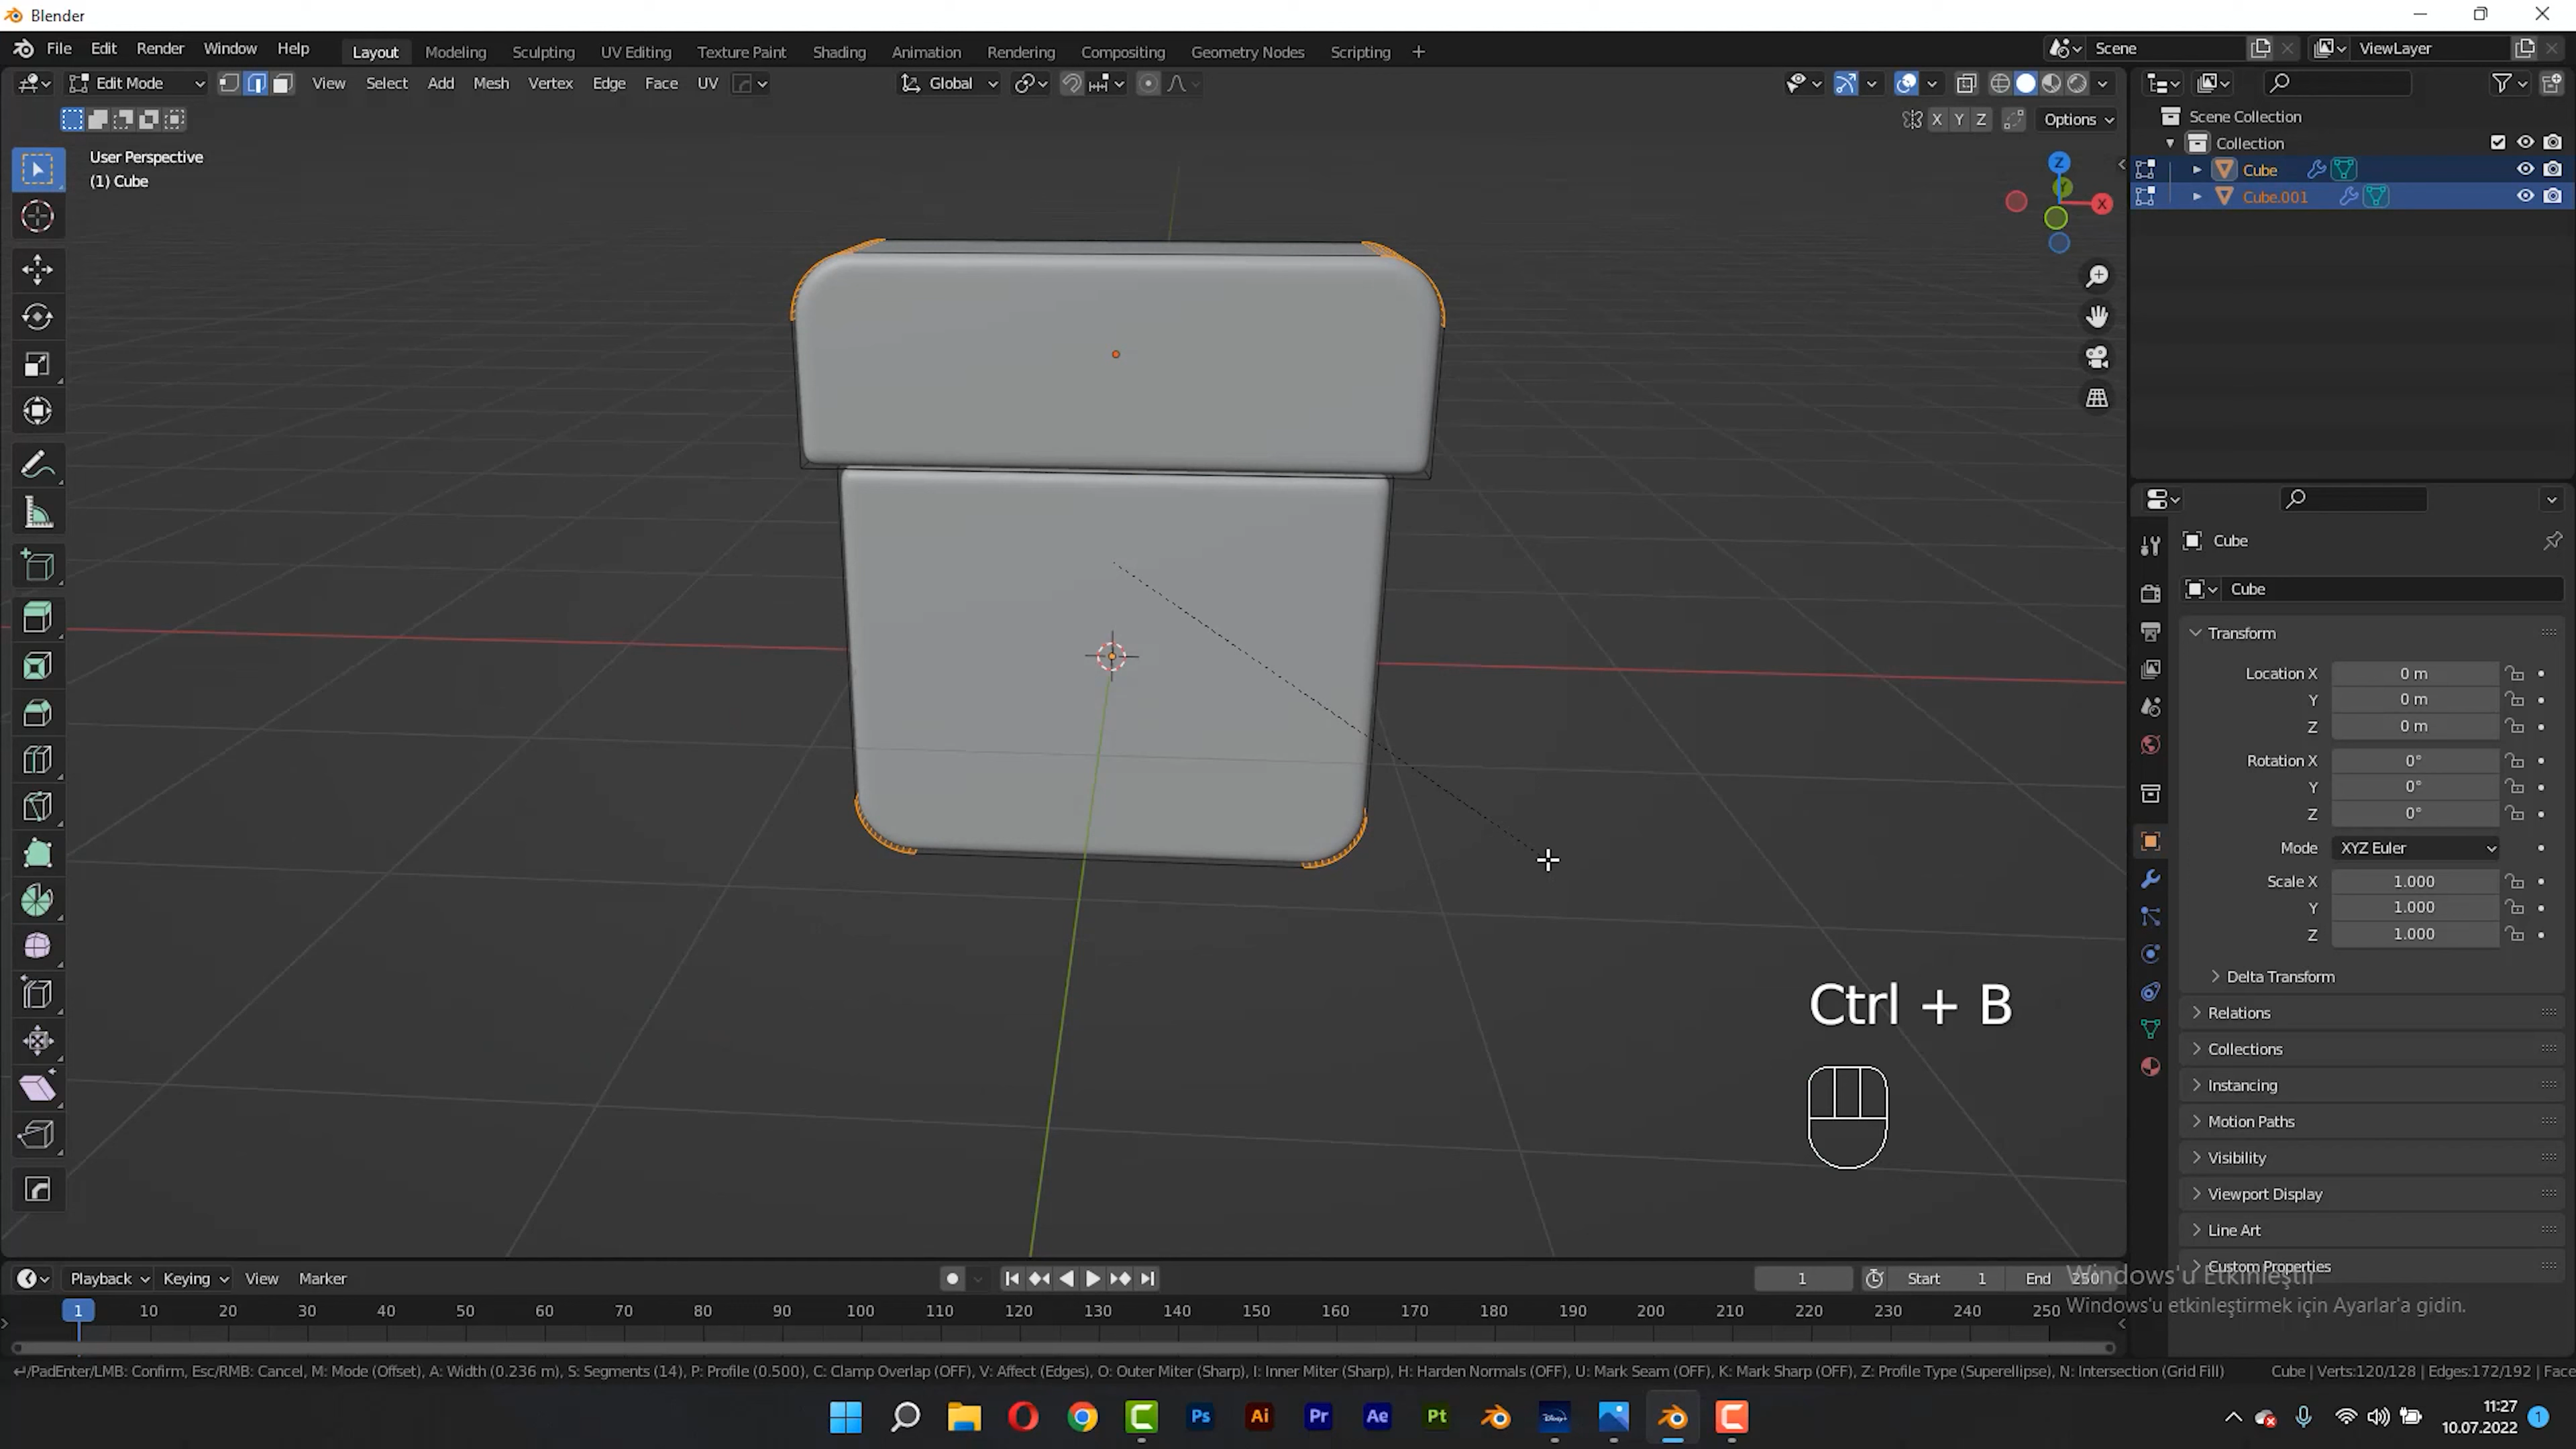 Blender
File Edit Render Window Help Layout Modeling Sculpting UV Editing Texture Paint Shading Animation Rendering Compositing Geometry Nodes Scripting + Scene ViewLayer
Edit Mode View Select Add Mesh Vertex Edge Face UV Global
X Y Z Options
User Perspective
(1) Cube
Z
X
Scene Collection
Collection
Cube
Cube.001
Cube
Cube
Transform
Location X 0 m
Y 0 m
Z 0 m
Rotation X 0°
Y 0°
Z 0°
Mode XYZ Euler
Scale X 1.000
Y 1.000
Z 1.000
Delta Transform
Relations
Collections
Instancing
Motion Paths
Visibility
Viewport Display
Line Art
Custom Properties
Ctrl + B
Windows'u Etkinleştir
Windows'u etkinleştirmek için Ayarlar'a gidin.
Playback Keying View Marker 1 Start 1 End 250
1 10 20 30 40 50 60 70 80 90 100 110 120 130 140 150 160 170 180 190 200 210 220 230 240 250
↵/PadEnter/LMB: Confirm, Esc/RMB: Cancel, M: Mode (Offset), A: Width (0.236 m), S: Segments (14), P: Profile (0.500), C: Clamp Overlap (OFF), V: Affect (Edges), O: Outer Miter (Sharp), I: Inner Miter (Sharp), H: Harden Normals (OFF), U: Mark Seam (OFF), K: Mark Sharp (OFF), Z: Profile Type (Superellipse), N: Intersection (Grid Fill) Cube | Verts:120/128 | Edges:172/192 | Face
Ps Ai Pr Ae Pt Disney+
11:27
10.07.2022
1